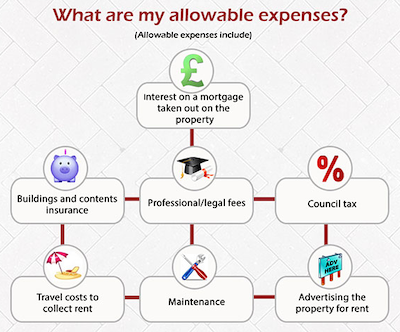 What are my allowable expenses?
(Allowable expenses include)
£
Interest on a mortgage
taken out on the
property
Buildings and contents
insurance
Professional/legal fees
%
Council tax
Travel costs to
collect rent
Maintenance
ADV
HERE
Advertising the
property for rent